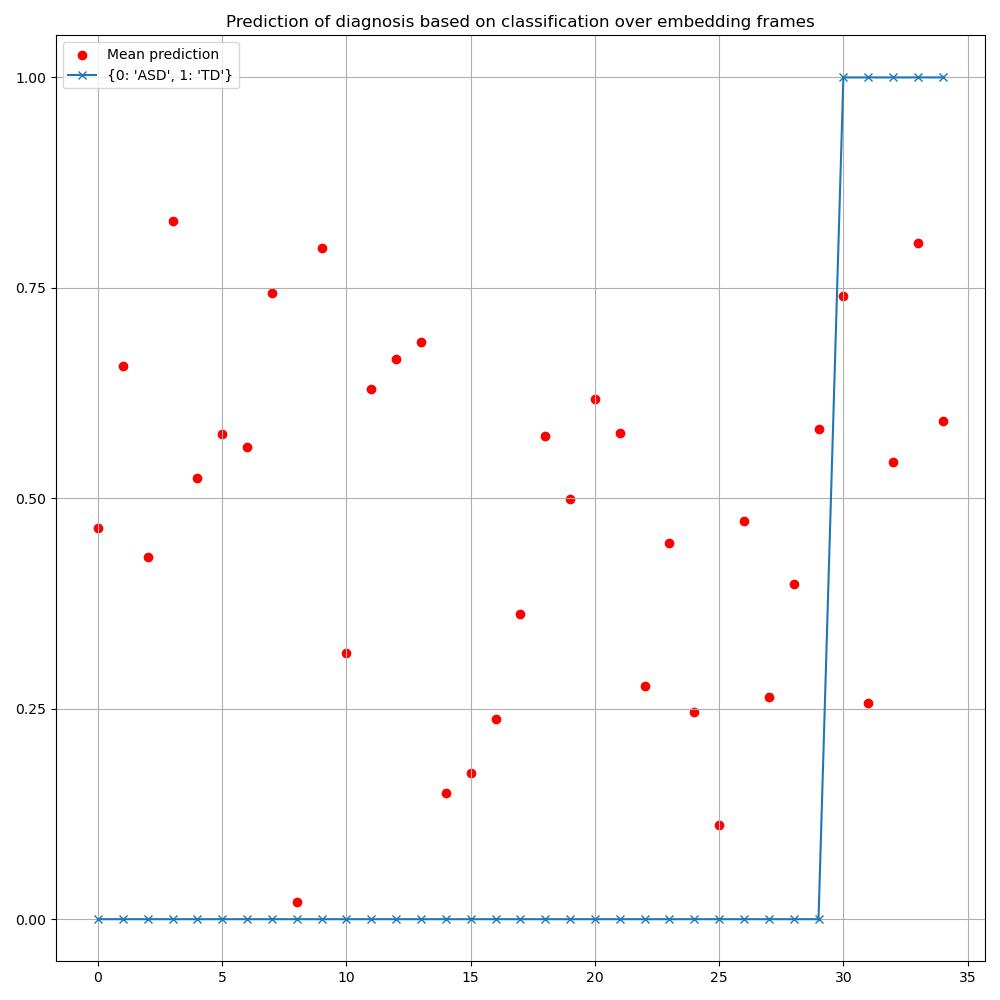 Prediction of diagnosis based on classification over embedding frames
Mean prediction
{0: 'ASD', 1: 'TD'}
1.00
0.75
0.50
0.25
0.00
0 5 10 15 20 25 30 35